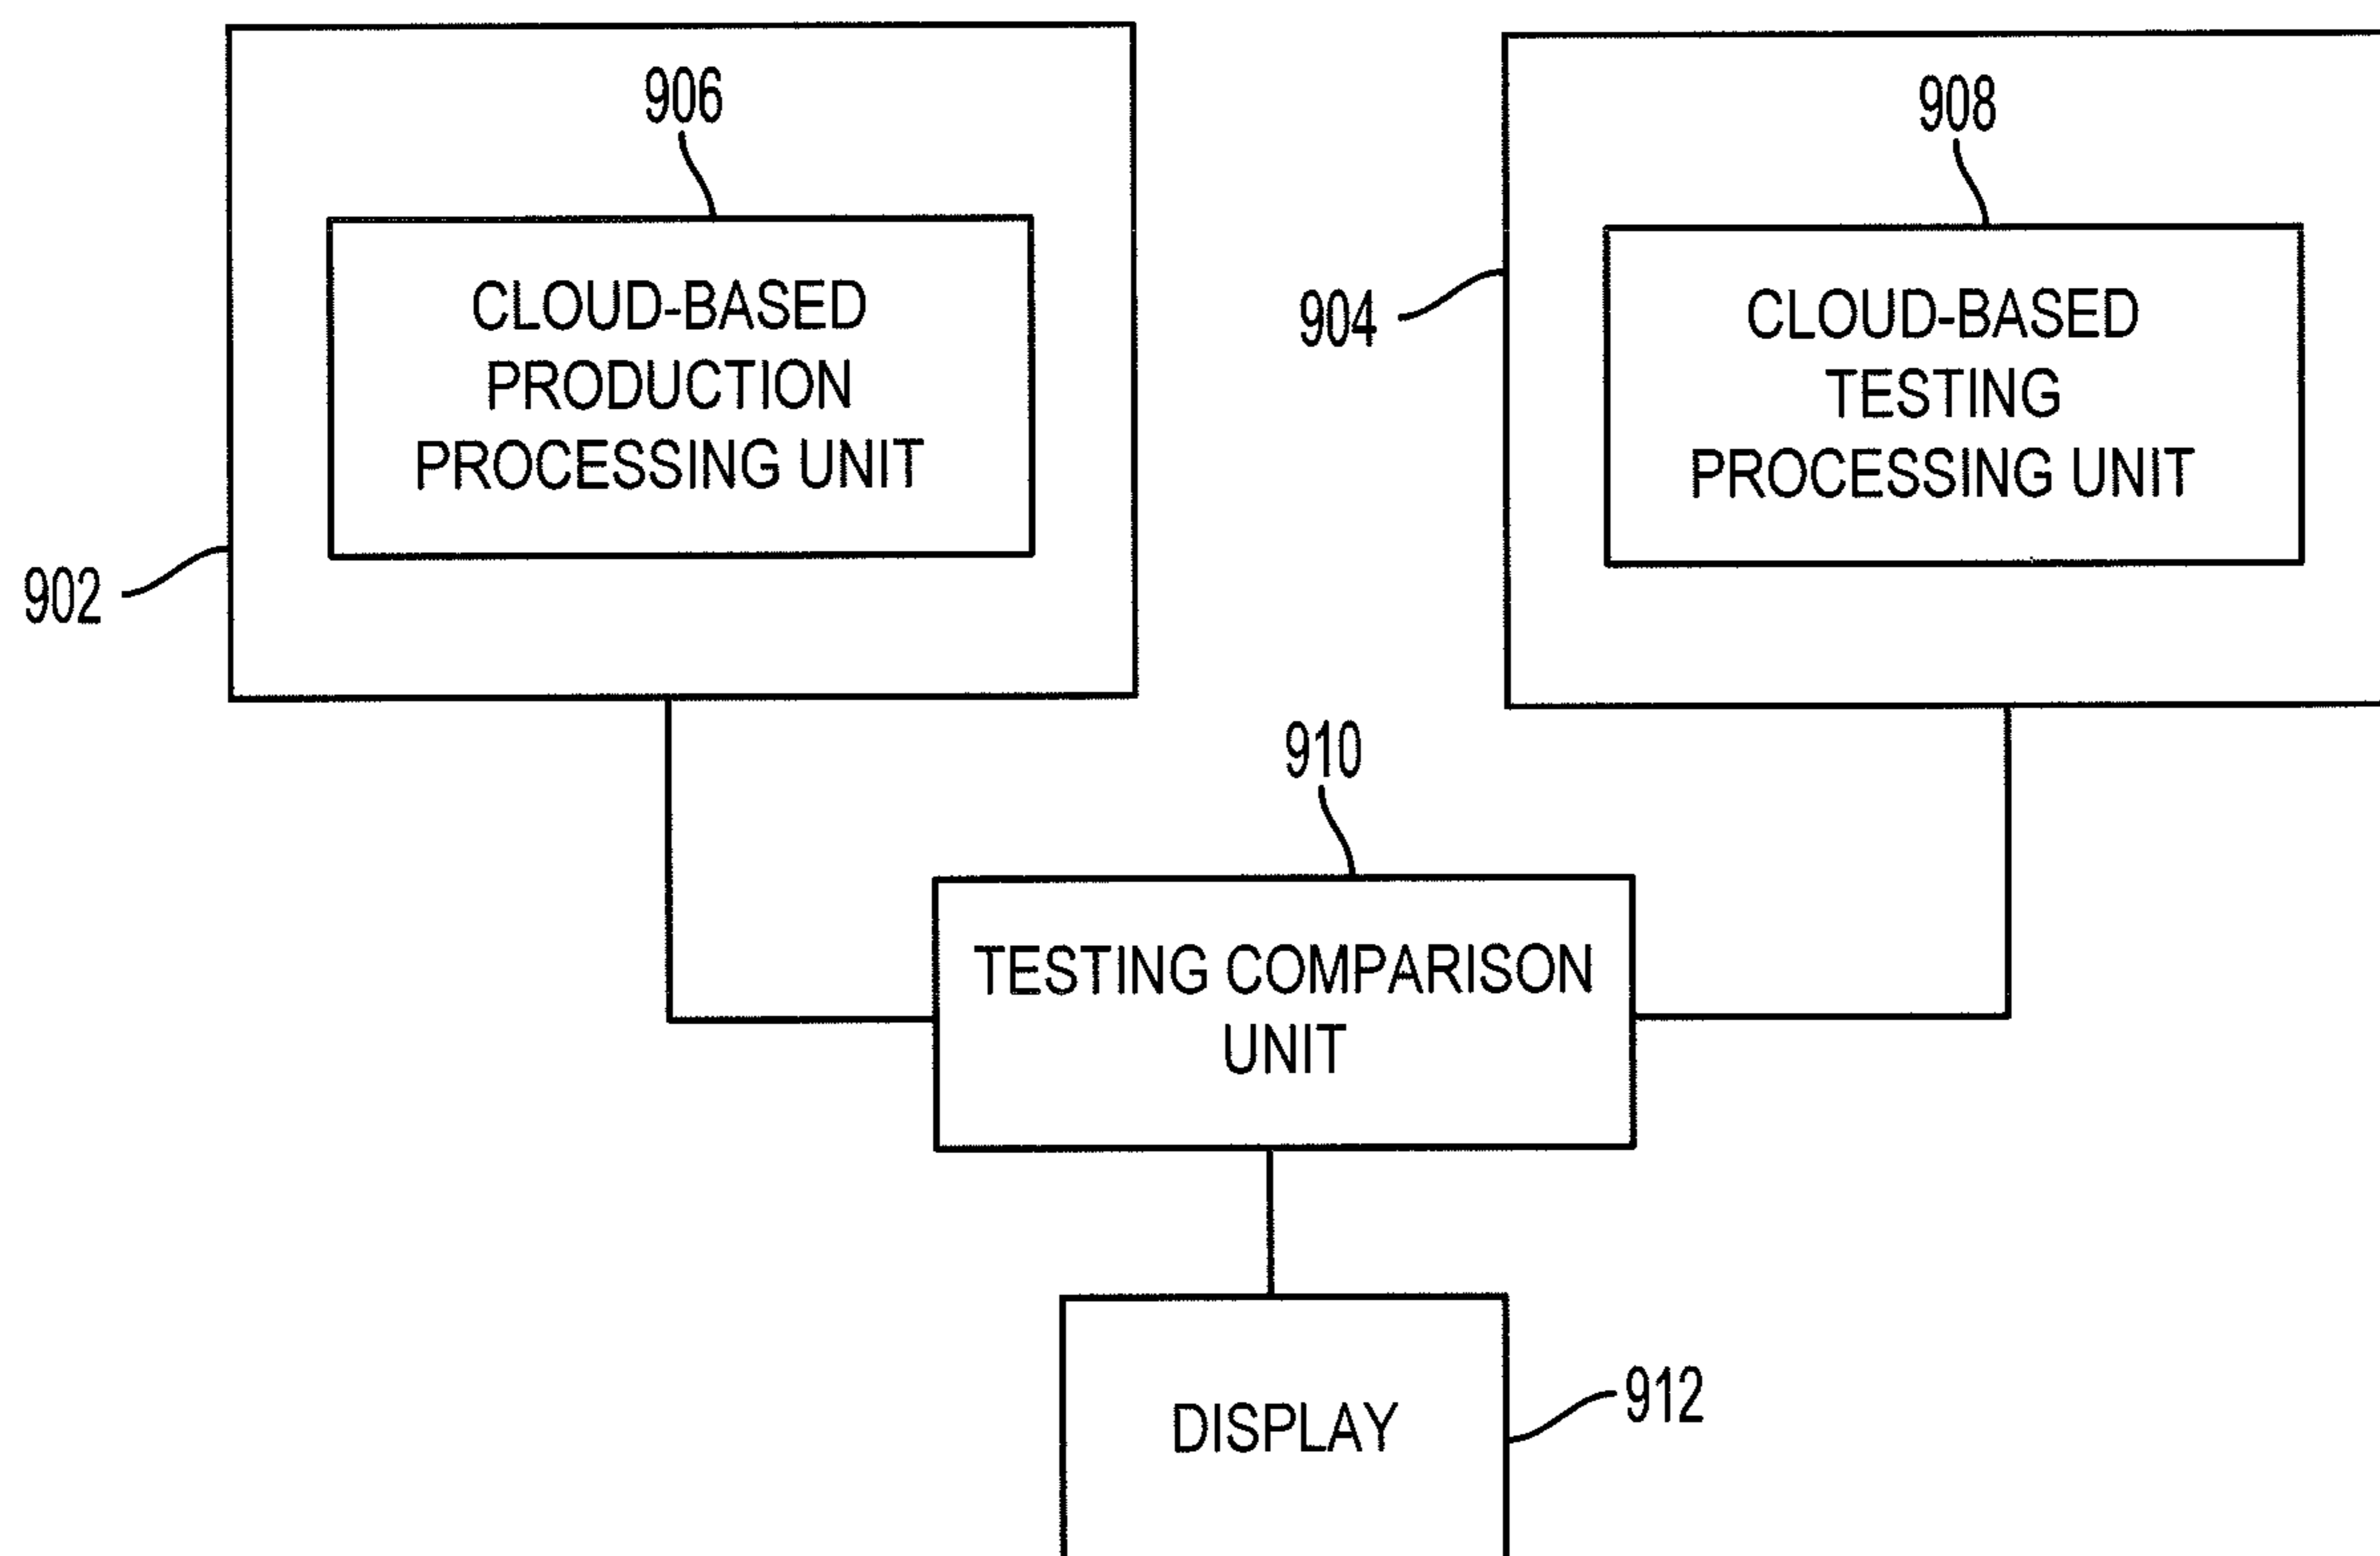 906
CLOUD-BASED
PRODUCTION
PROCESSING UNIT
902
908
CLOUD-BASED
TESTING
PROCESSING UNIT
904
910
TESTING COMPARISON
UNIT
DISPLAY
912